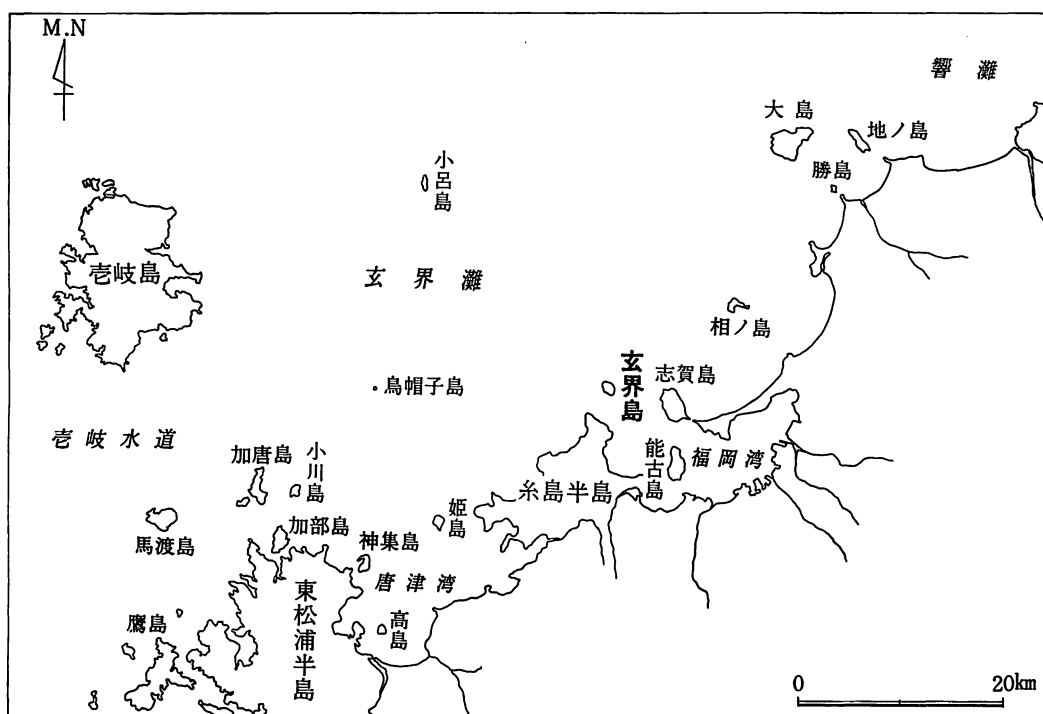 M.N
響灘
大島
地ノ島
勝島
小呂島
壱岐島
玄界灘
相ノ島
玄界島
志賀島
烏帽子島
壱岐水道
加唐島
小川島
能古島
福岡湾
糸島半島
姫島
馬渡島
加部島
神集島
唐津湾
東松浦半島
高島
鷹島
0 20km